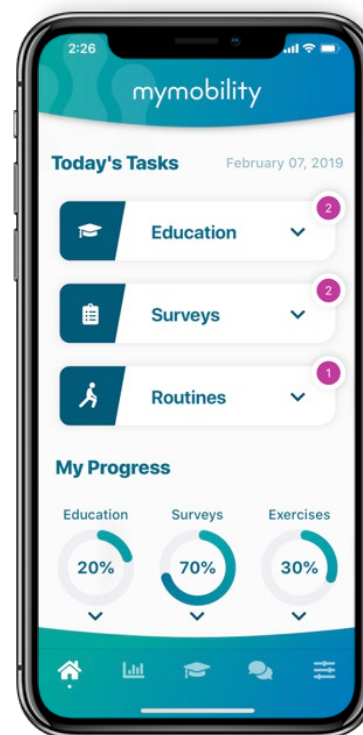 2:26
mymobility
Today's Tasks February 07, 2019
2
Education
2
Surveys
1
Routines
My Progress
Education Surveys Exercises
20% 70% 30%